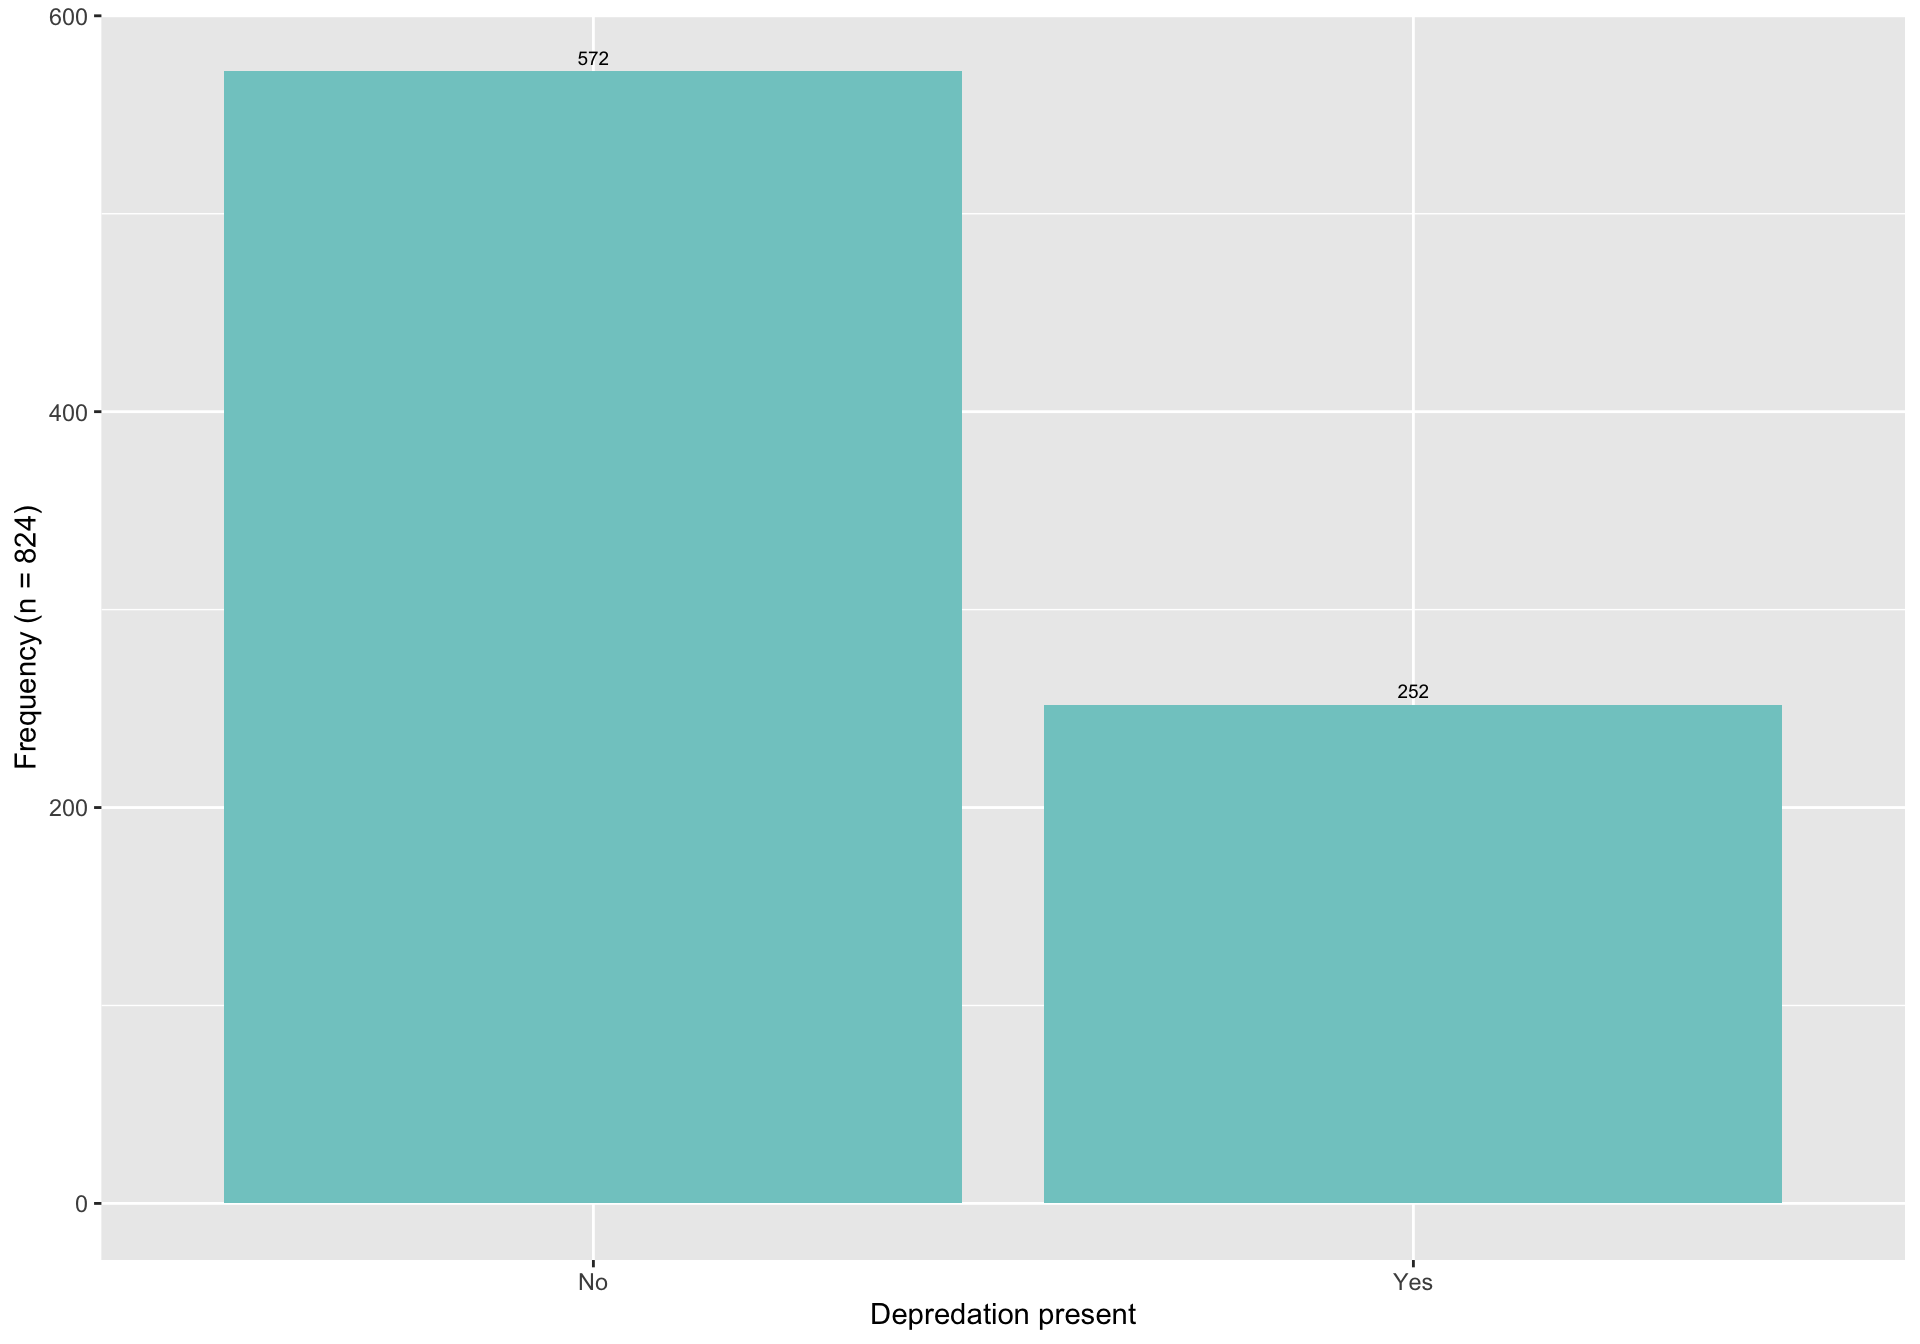 600
572
400
Frequency (n = 824)
252
200
0
No
Yes
Depredation present